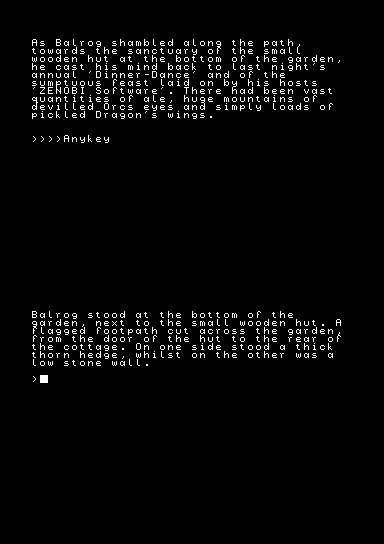 As Balrog shambled along the path,
towards the sanctuary of the small
wooden hut at the bottom of the garden,
he cast his mind back to last night's
annual 'Dinner-Dance' and of the
sumptuous feast laid on by his hosts
'ZENOBI Software'. There had been vast
quantities of ale, huge mountains of
devilled Orcs eyes and simply loads of
pickled Dragon's wings.
>>>>Anykey
Balrog stood at the bottom of the
garden, next to the small wooden hut. A
flagged footpath cut across the garden,
from the door of the hut to the rear of
the cottage. On one side stood a thick
thorn hedge, whilst on the other was a
low stone wall.
>